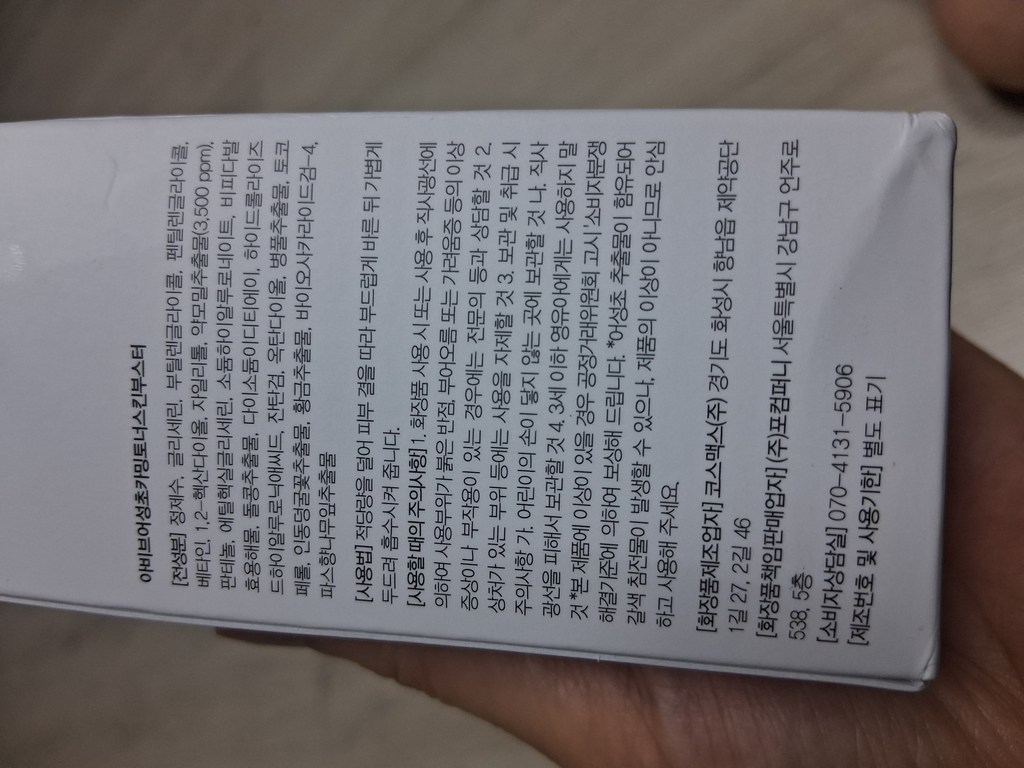 아비브어성초카밍토너스킨부스터
[전성분] 정제수, 글리세린, 부틸렌글라이콜, 펜틸렌글라이콜,
베타인, 1,2-헥산다이올, 자일리톨, 약모밀추출물(3,500 ppm),
판테놀, 에틸헥실글리세린, 소듐하이알루로네이트, 비피다발
효용해물, 돌콩추출물, 다이소듐이디티에이, 하이드롤라이즈
드하이알루로닉애씨드, 잔탄검, 옥탄다이올, 병풀추출물, 토코
페롤, 인동덩굴꽃추출물, 황금추출물, 바이오사카라이드검-4,
피스향나무잎추출물
[사용법] 적당량을 덜어 피부 결을 따라 부드럽게 바른 뒤 가볍게
두드려 흡수시켜 줍니다.
[사용할 때의 주의사항] 1. 화장품 사용 시 또는 사용 후 직사광선에
의하여 사용부위가 붉은 반점, 부어오름 또는 가려움증 등의 이상
증상이나 부작용이 있는 경우에는 전문의 등과 상담할 것 2.
상처가 있는 부위 등에는 사용을 자제할 것 3. 보관 및 취급 시
주의사항 가. 어린이의 손이 닿지 않는 곳에 보관할 것 나. 직사
광선을 피해서 보관할 것 4. 3세 이하 영유아에게는 사용하지 말
것 *본 제품에 이상이 있을 경우 공정거래위원회 고시 '소비자분쟁
해결기준'에 의하여 보상해 드립니다. *어성초 추출물이 함유되어
갈색 침전물이 발생할 수 있으나, 제품의 이상이 아니므로 안심
하고 사용해 주세요.
[화장품제조업자] 코스맥스(주) 경기도 화성시 향남읍 제약공단
1길 27, 2길 46
[화장품책임판매업자] (주)포컴퍼니 서울특별시 강남구 언주로
538, 5층
[소비자상담실] 070-4131-5906
[제조번호 및 사용기한] 별도 표기